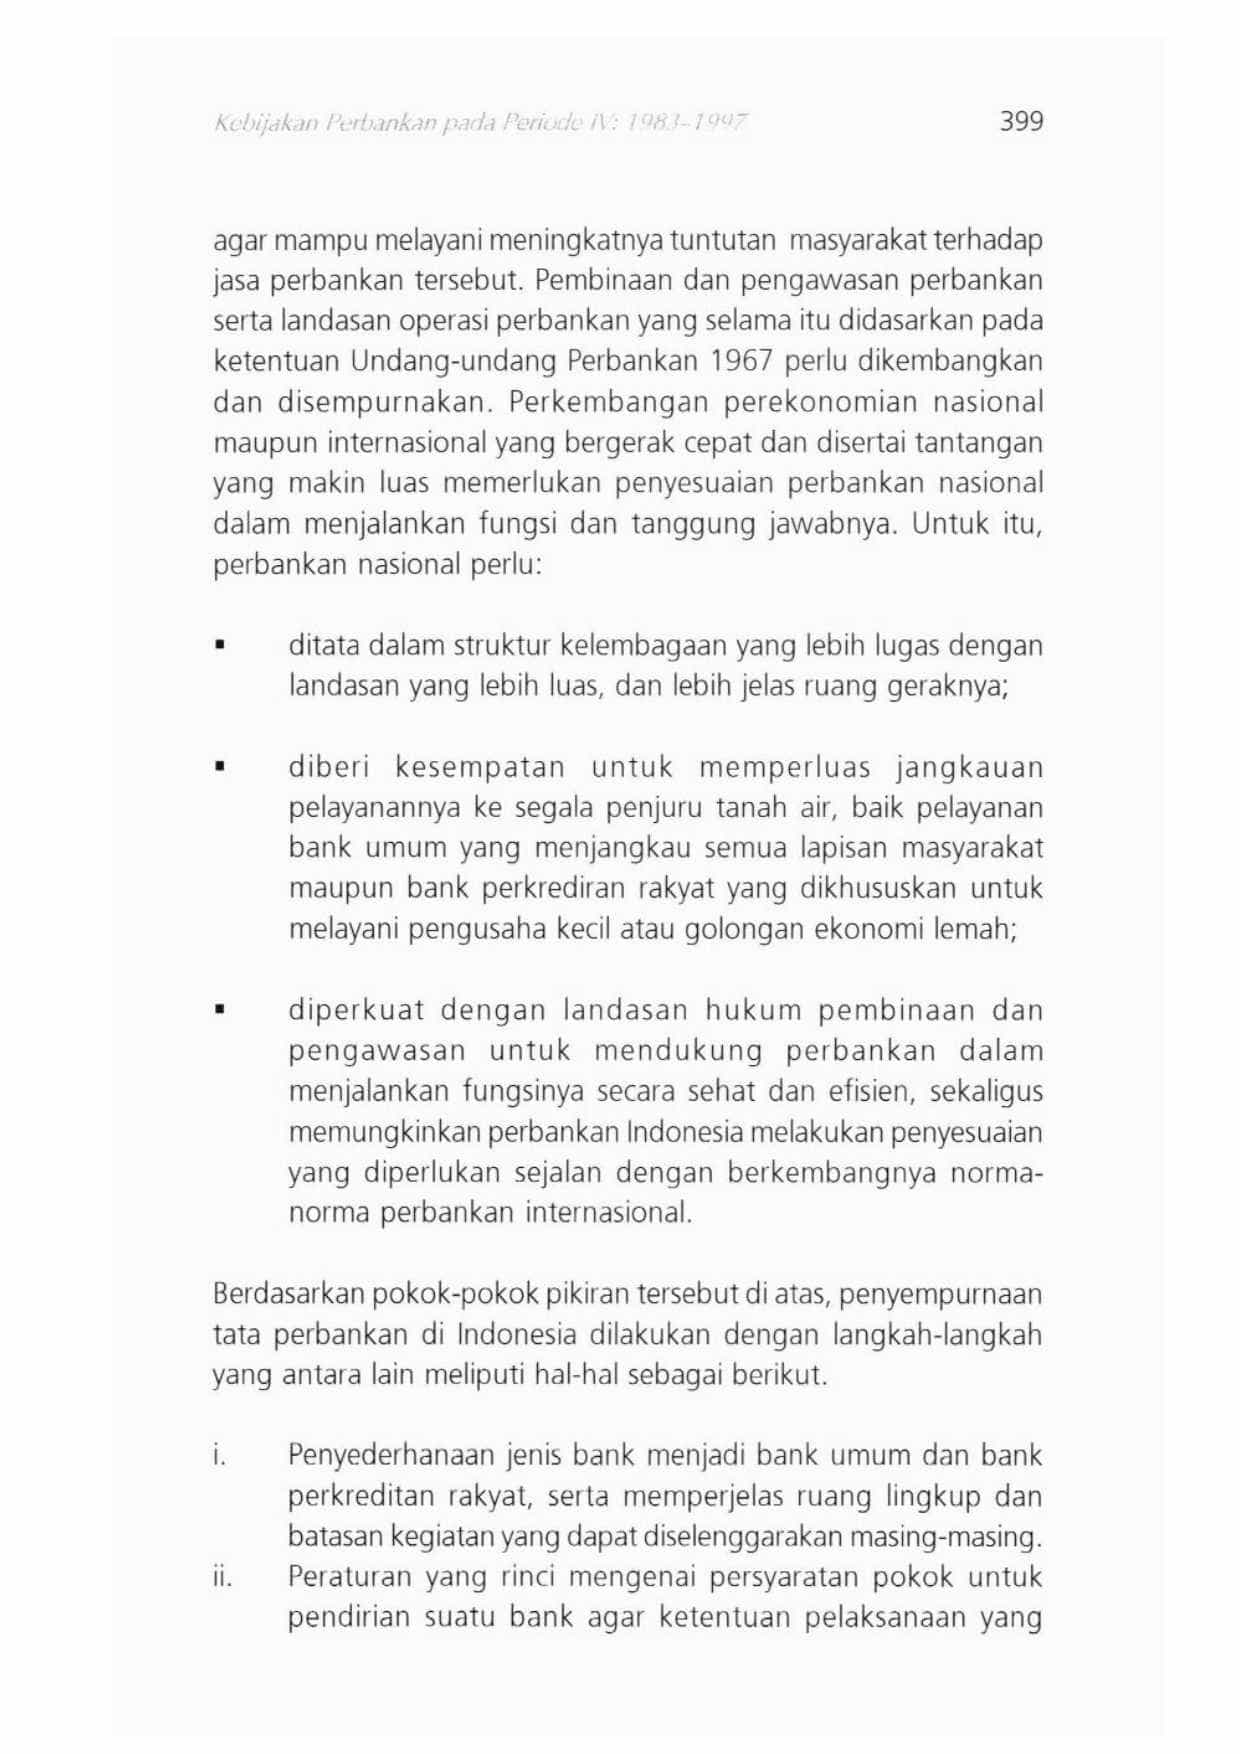 Kebijakan Perbankan pada Periode IV: 1983–1997 399
agar mampu melayani meningkatnya tuntutan masyarakat terhadap
jasa perbankan tersebut. Pembinaan dan pengawasan perbankan
serta landasan operasi perbankan yang selama itu didasarkan pada
ketentuan Undang-undang Perbankan 1967 perlu dikembangkan
dan disempurnakan. Perkembangan perekonomian nasional
maupun internasional yang bergerak cepat dan disertai tantangan
yang makin luas memerlukan penyesuaian perbankan nasional
dalam menjalankan fungsi dan tanggung jawabnya. Untuk itu,
perbankan nasional perlu:
▪ ditata dalam struktur kelembagaan yang lebih lugas dengan
landasan yang lebih luas, dan lebih jelas ruang geraknya;
▪ diberi kesempatan untuk memperluas jangkauan
pelayanannya ke segala penjuru tanah air, baik pelayanan
bank umum yang menjangkau semua lapisan masyarakat
maupun bank perkrediran rakyat yang dikhususkan untuk
melayani pengusaha kecil atau golongan ekonomi lemah;
▪ diperkuat dengan landasan hukum pembinaan dan
pengawasan untuk mendukung perbankan dalam
menjalankan fungsinya secara sehat dan efisien, sekaligus
memungkinkan perbankan Indonesia melakukan penyesuaian
yang diperlukan sejalan dengan berkembangnya norma-
norma perbankan internasional.
Berdasarkan pokok-pokok pikiran tersebut di atas, penyempurnaan
tata perbankan di Indonesia dilakukan dengan langkah-langkah
yang antara lain meliputi hal-hal sebagai berikut.
i. Penyederhanaan jenis bank menjadi bank umum dan bank
perkreditan rakyat, serta memperjelas ruang lingkup dan
batasan kegiatan yang dapat diselenggarakan masing-masing.
ii. Peraturan yang rinci mengenai persyaratan pokok untuk
pendirian suatu bank agar ketentuan pelaksanaan yang